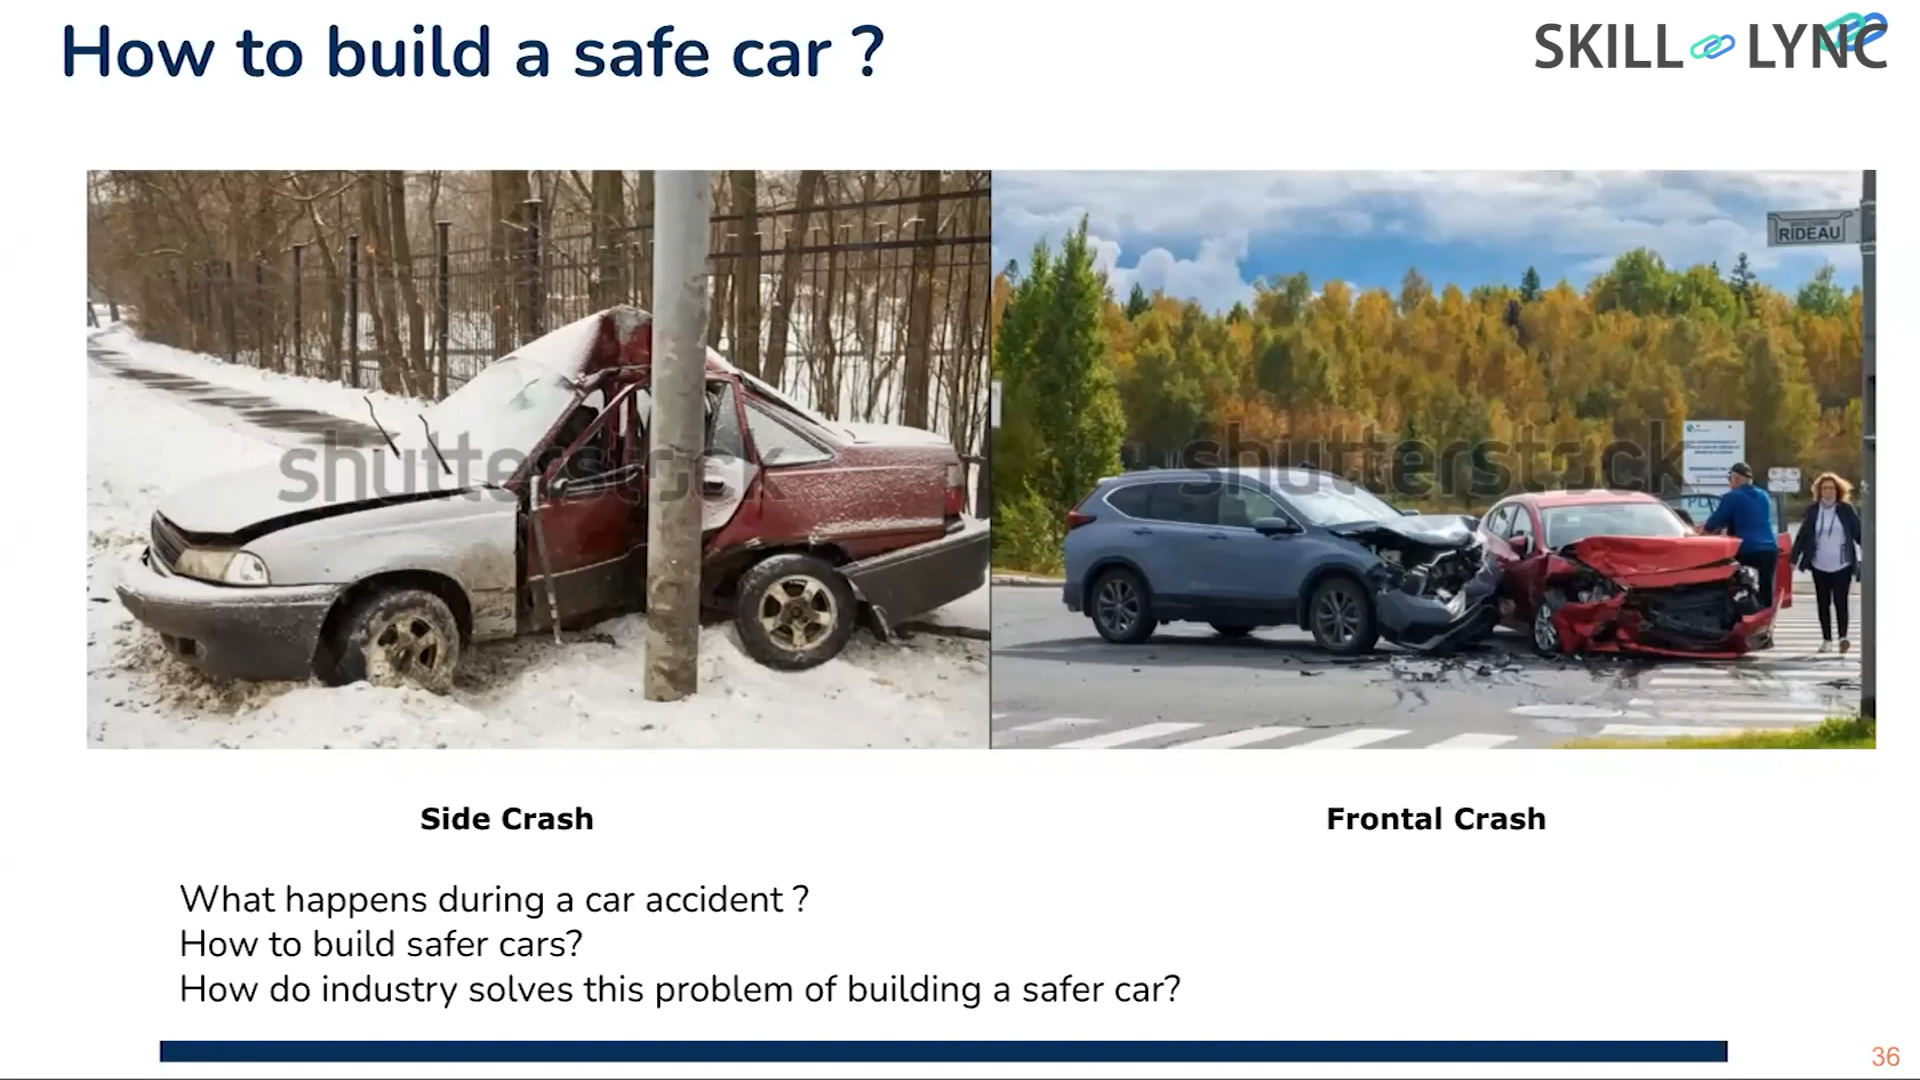 How to build a safe car ?
SKILL LYNC
shutterstock
shutterstock
RIDEAU
Side Crash
Frontal Crash
What happens during a car accident ?
How to build safer cars?
How do industry solves this problem of building a safer car?
36